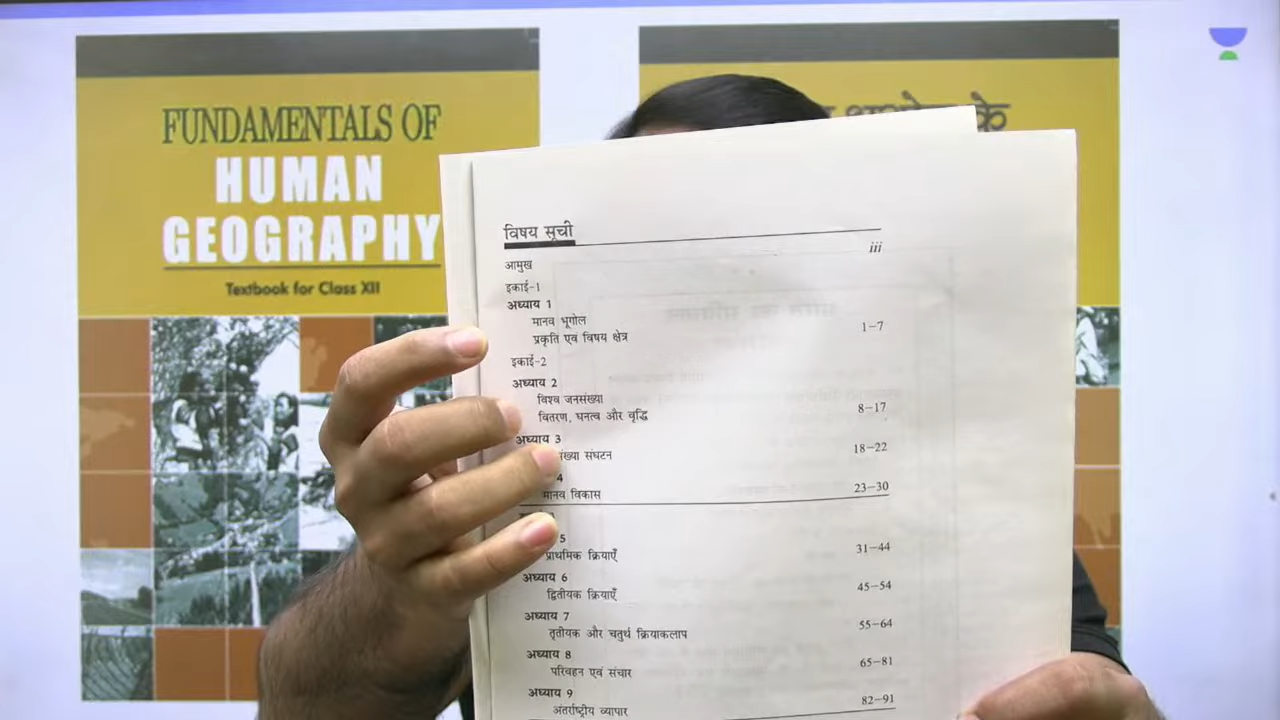 FUNDAMENTALS OF
HUMAN
GEOGRAPHY
Textbook for Class XII
के
विषय सूची
आमुख iii
इकाई-1
अध्याय 1
मानव भूगोल
प्रकृति एवं विषय क्षेत्र 1–7
इकाई-2
अध्याय 2
विश्व जनसंख्या
वितरण, घनत्व और वृद्धि 8–17
अध्याय 3
संघटन 18–22
4
मानव विकास 23–30
5
प्राथमिक क्रियाएँ 31–44
अध्याय 6
द्वितीयक क्रियाएँ 45–54
अध्याय 7
तृतीयक और चतुर्थ क्रियाकलाप 55–64
अध्याय 8
परिवहन एवं संचार 65–81
अध्याय 9
अंतर्राष्ट्रीय व्यापार 82–91